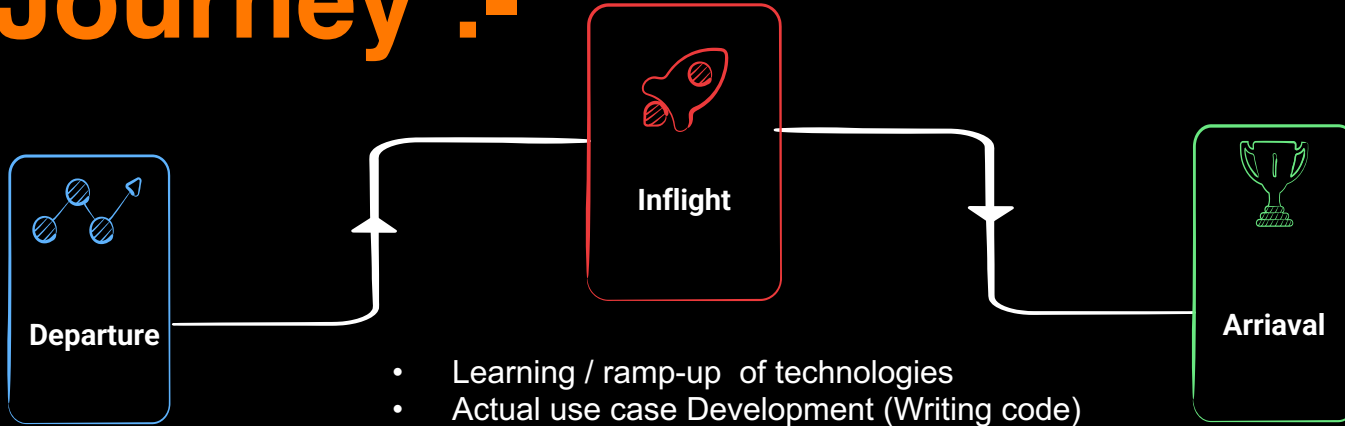 Journey :-
Inflight
Departure
Arriaval
• Learning / ramp-up of technologies
• Actual use case Development (Writing code)